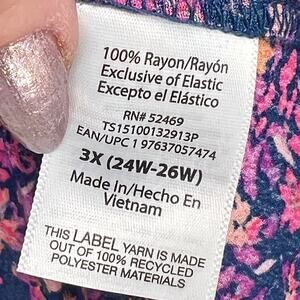 100% Rayon/Rayón
Exclusive of Elastic
Excepto el Elástico
RN# 52469
TS15100132913P
EAN/UPC 1 97637057474
3X (24W-26W)
Made In/Hecho En
Vietnam
THIS LABEL YARN IS MADE
OUT OF 100% RECYCLED
POLYESTER MATERIALS